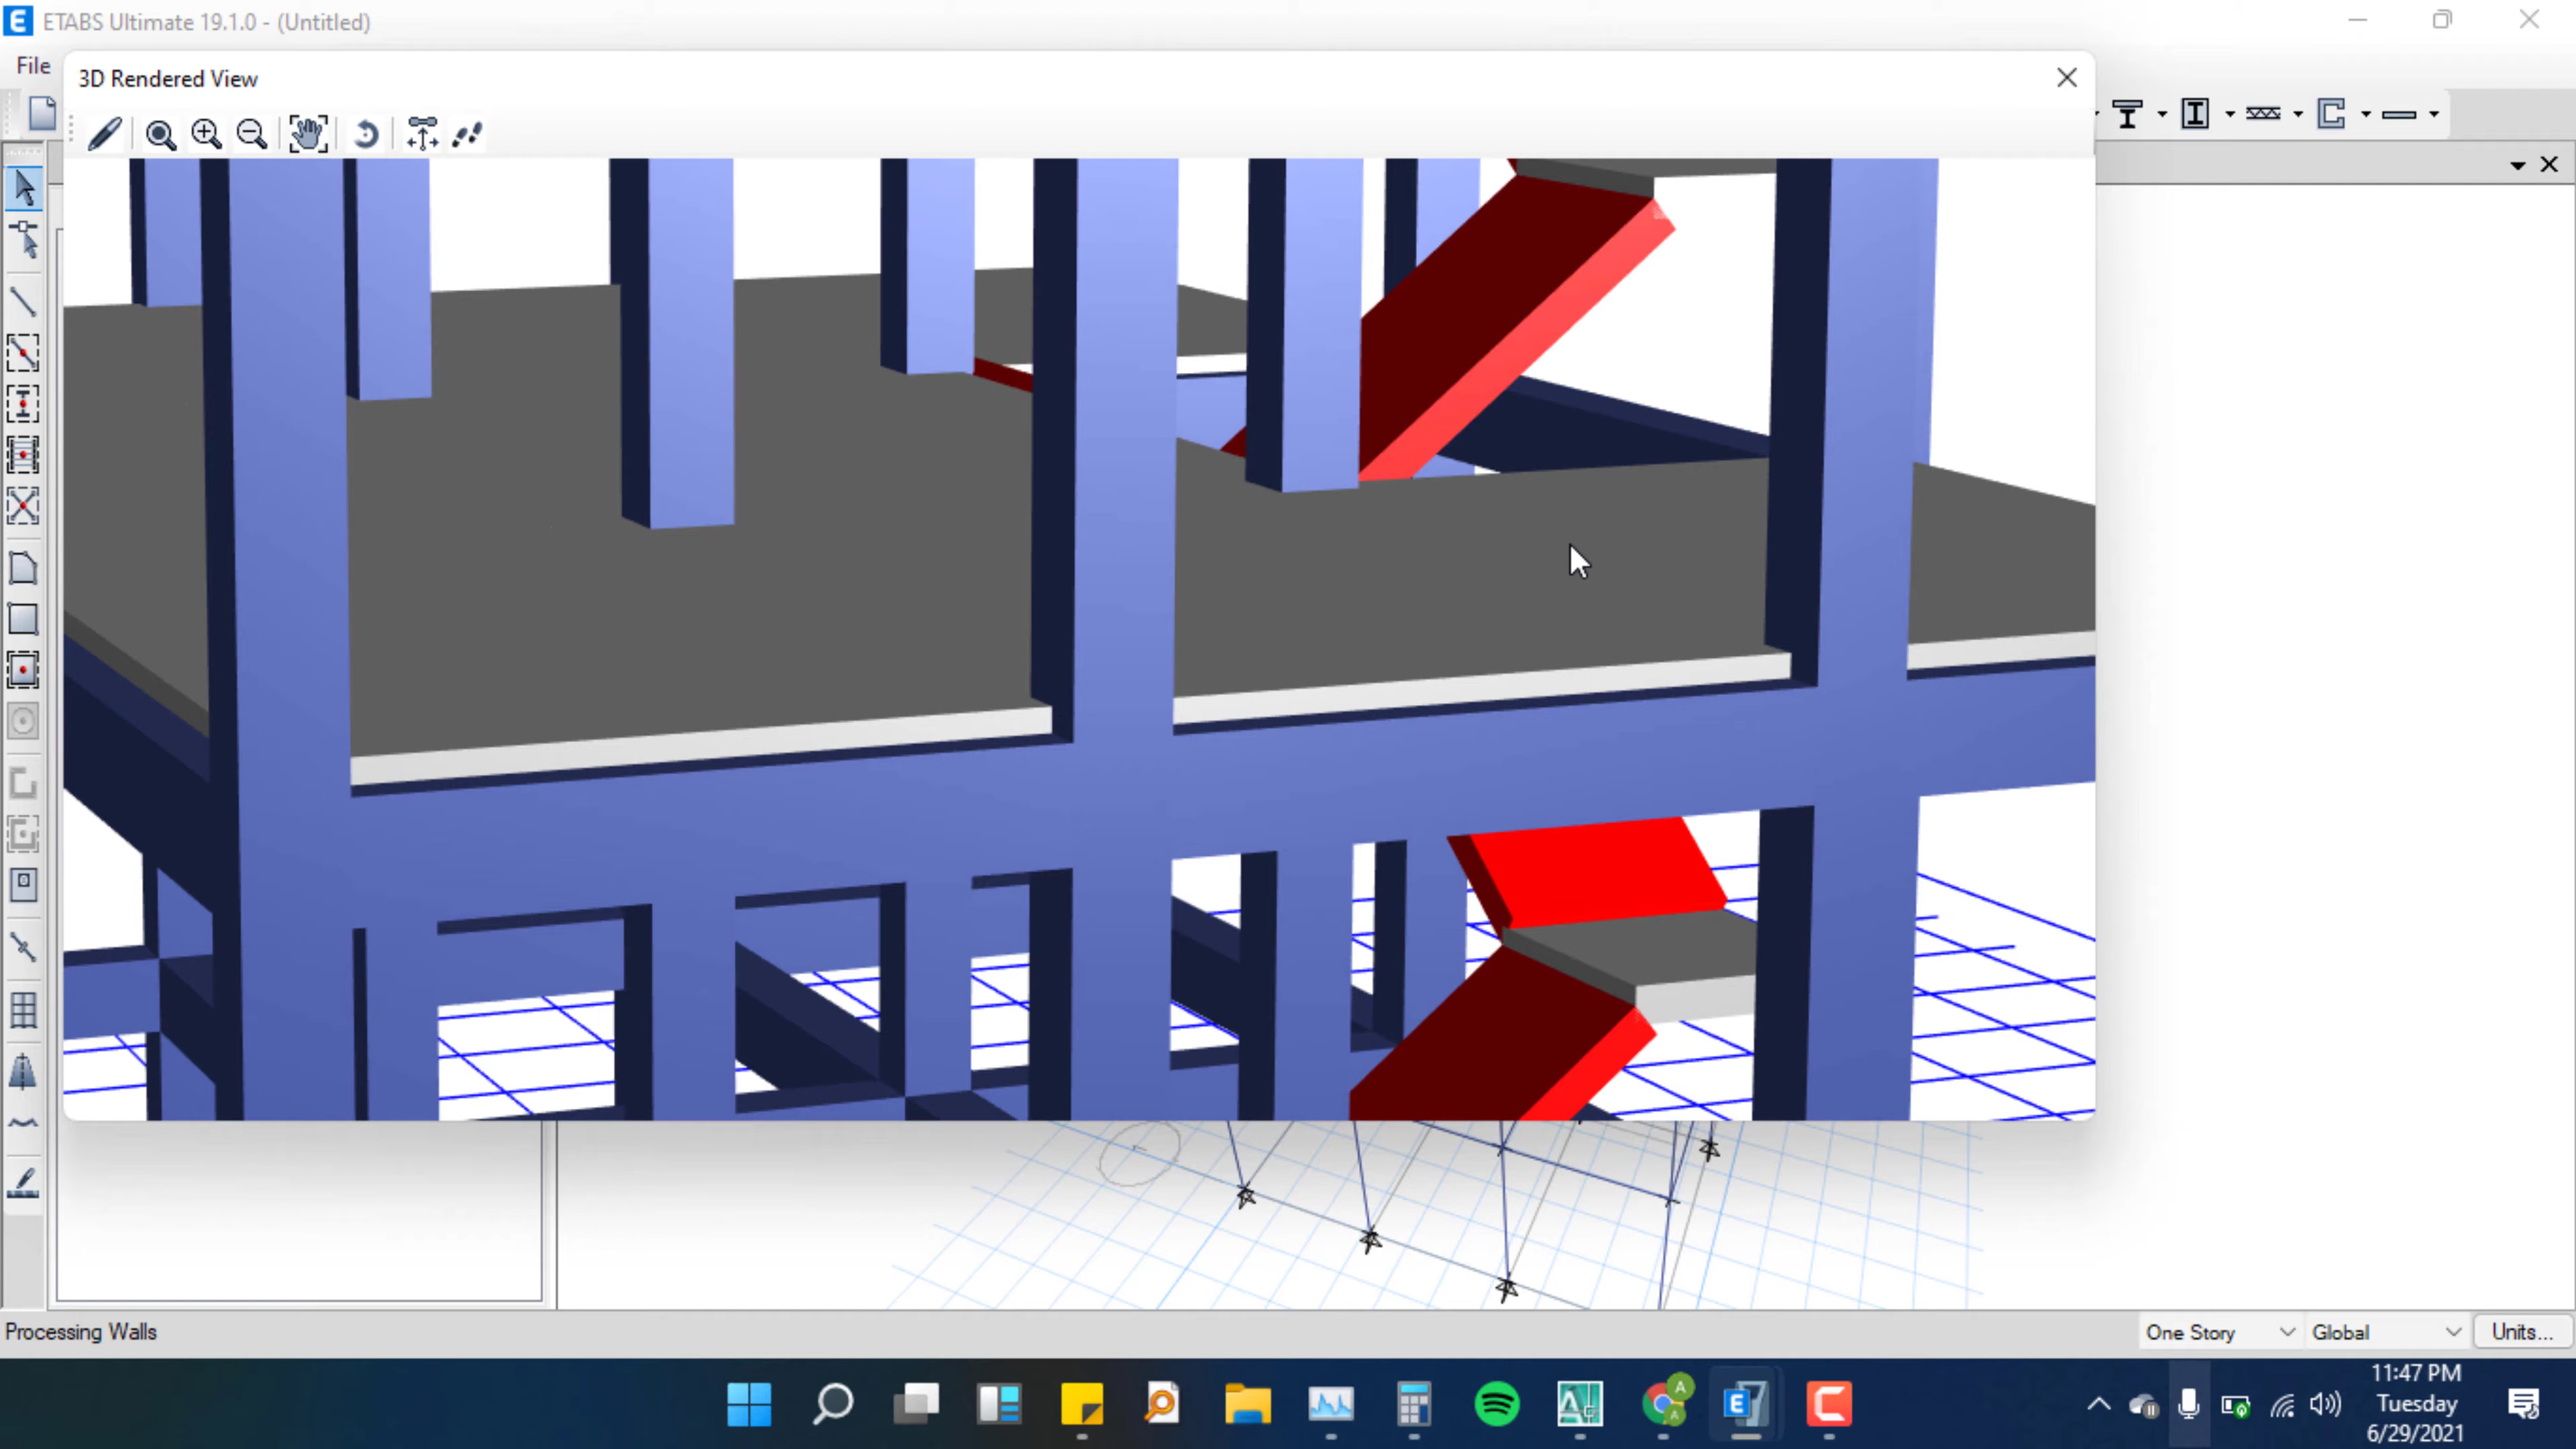 ETABS Ultimate 19.1.0 - (Untitled)
File
3D Rendered View
Processing Walls
One Story
Global
Units...
11:47 PM
Tuesday
6/29/2021